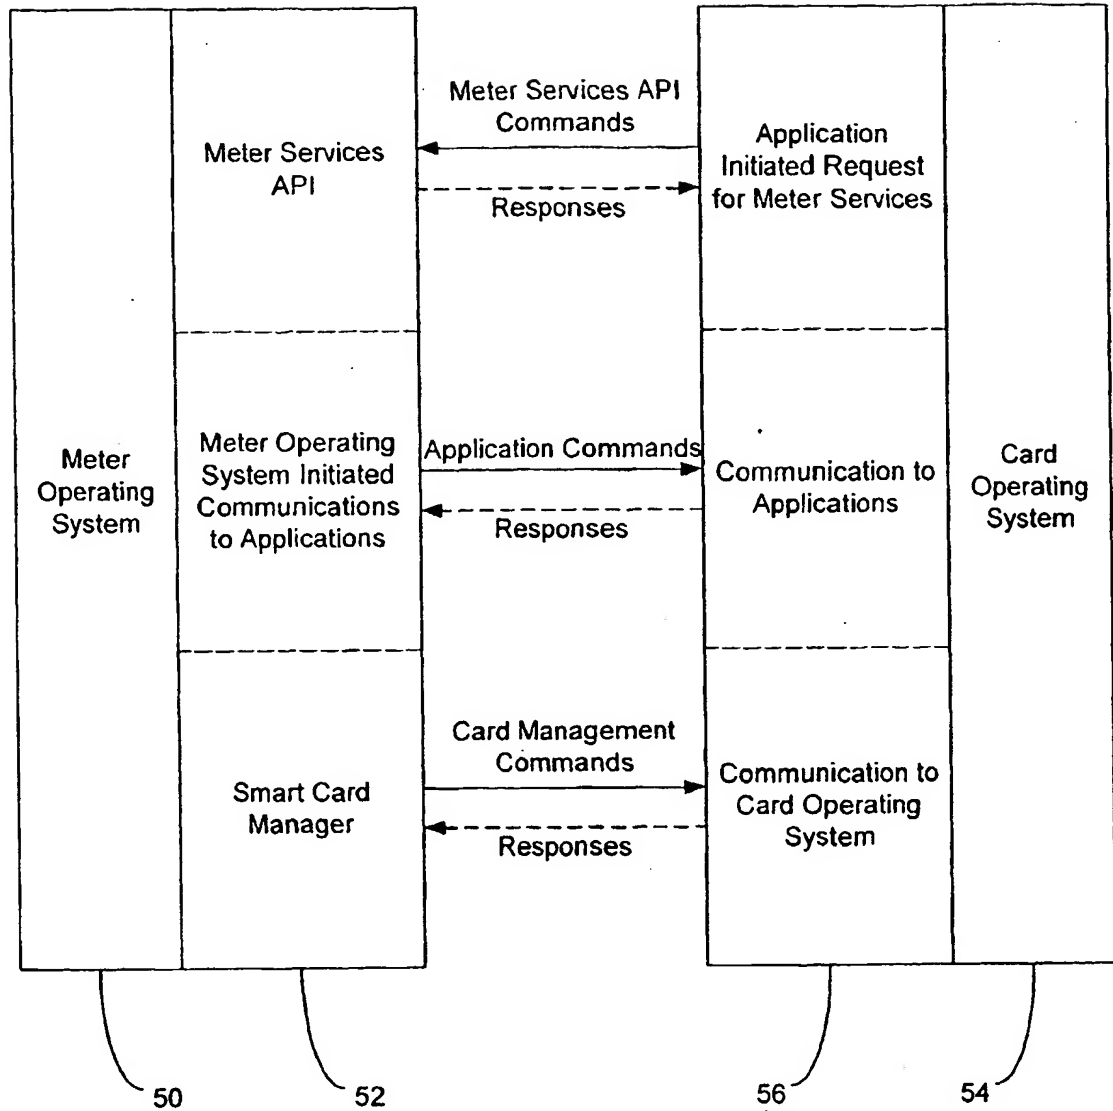 Meter Services API
Commands
Meter Services
API
Application
Initiated Request
for Meter Services
Responses
Meter
Operating
System
Meter Operating
System Initiated
Communications
to Applications
Application Commands
Responses
Communication to
Applications
Card
Operating
System
Card Management
Commands
Smart Card
Manager
Responses
Communication to
Card Operating
System
50
52
56
54